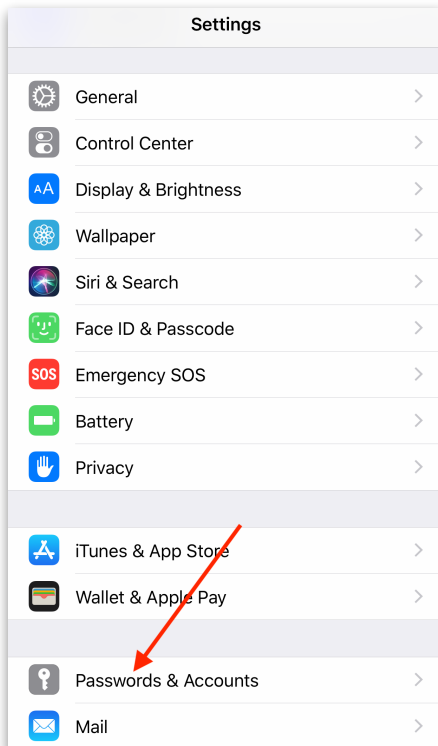 Settings
General
Control Center
AA Display & Brightness
Wallpaper
Siri & Search
Face ID & Passcode
SOS Emergency SOS
Battery
Privacy
iTunes & App Store
Wallet & Apple Pay
Passwords & Accounts
Mail